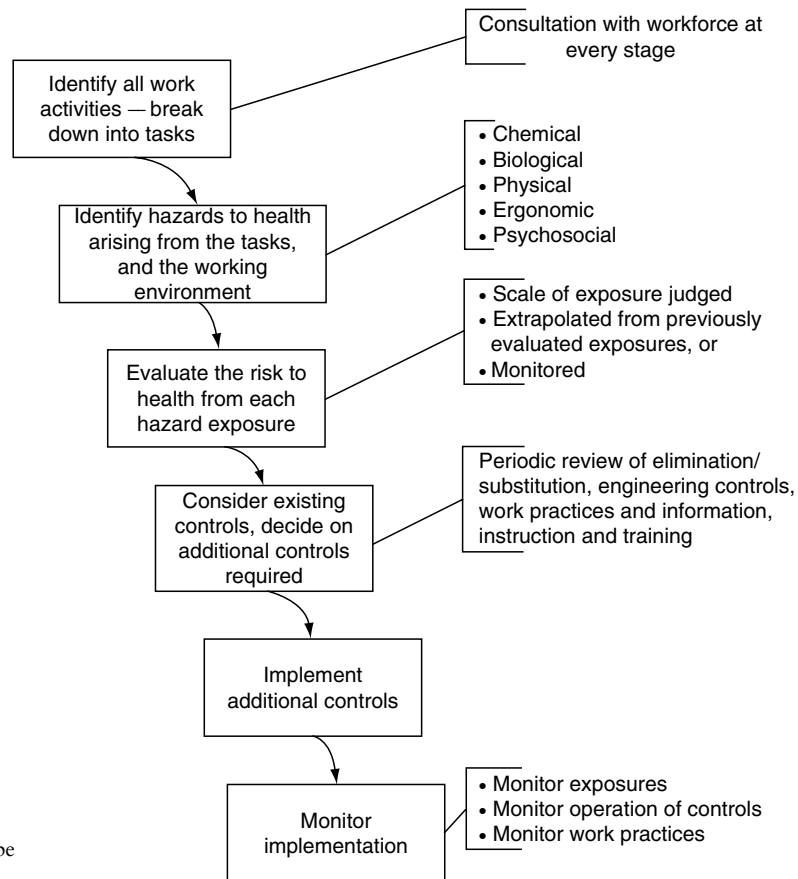 Consultation with workforce at
every stage
Identify all work
activities — break
down into tasks
• Chemical
• Biological
• Physical
• Ergonomic
• Psychosocial
Identify hazards to health
arising from the tasks,
and the working
environment
• Scale of exposure judged
• Extrapolated from previously
evaluated exposures, or
• Monitored
Evaluate the risk to
health from each
hazard exposure
Periodic review of elimination/
substitution, engineering controls,
work practices and information,
instruction and training
Consider existing
controls, decide on
additional controls
required
Implement
additional controls
• Monitor exposures
• Monitor operation of controls
• Monitor work practices
Monitor
implementation